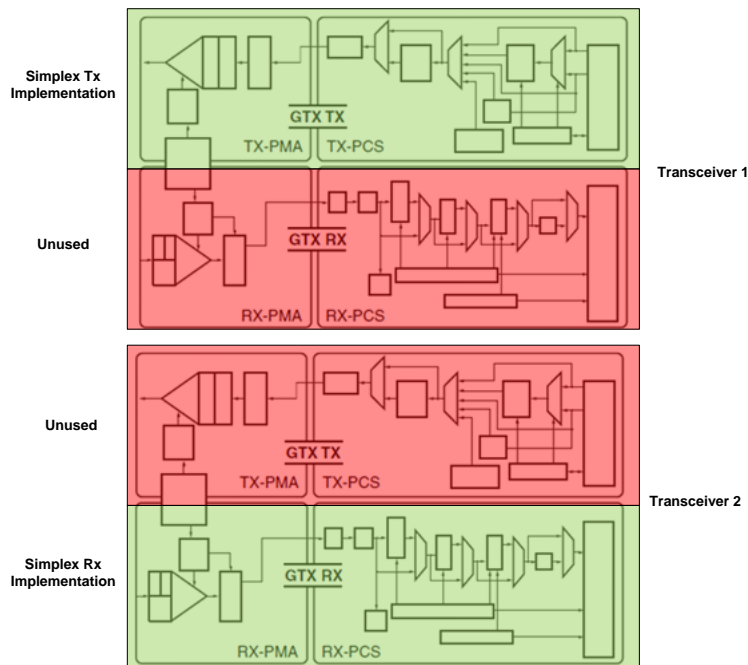 Simplex Tx
Implementation
GTX TX
TX-PMA
TX-PCS
Transceiver 1
Unused
GTX RX
RX-PMA
RX-PCS
Unused
GTX TX
TX-PMA
TX-PCS
Transceiver 2
Simplex Rx
Implementation
GTX RX
RX-PMA
RX-PCS